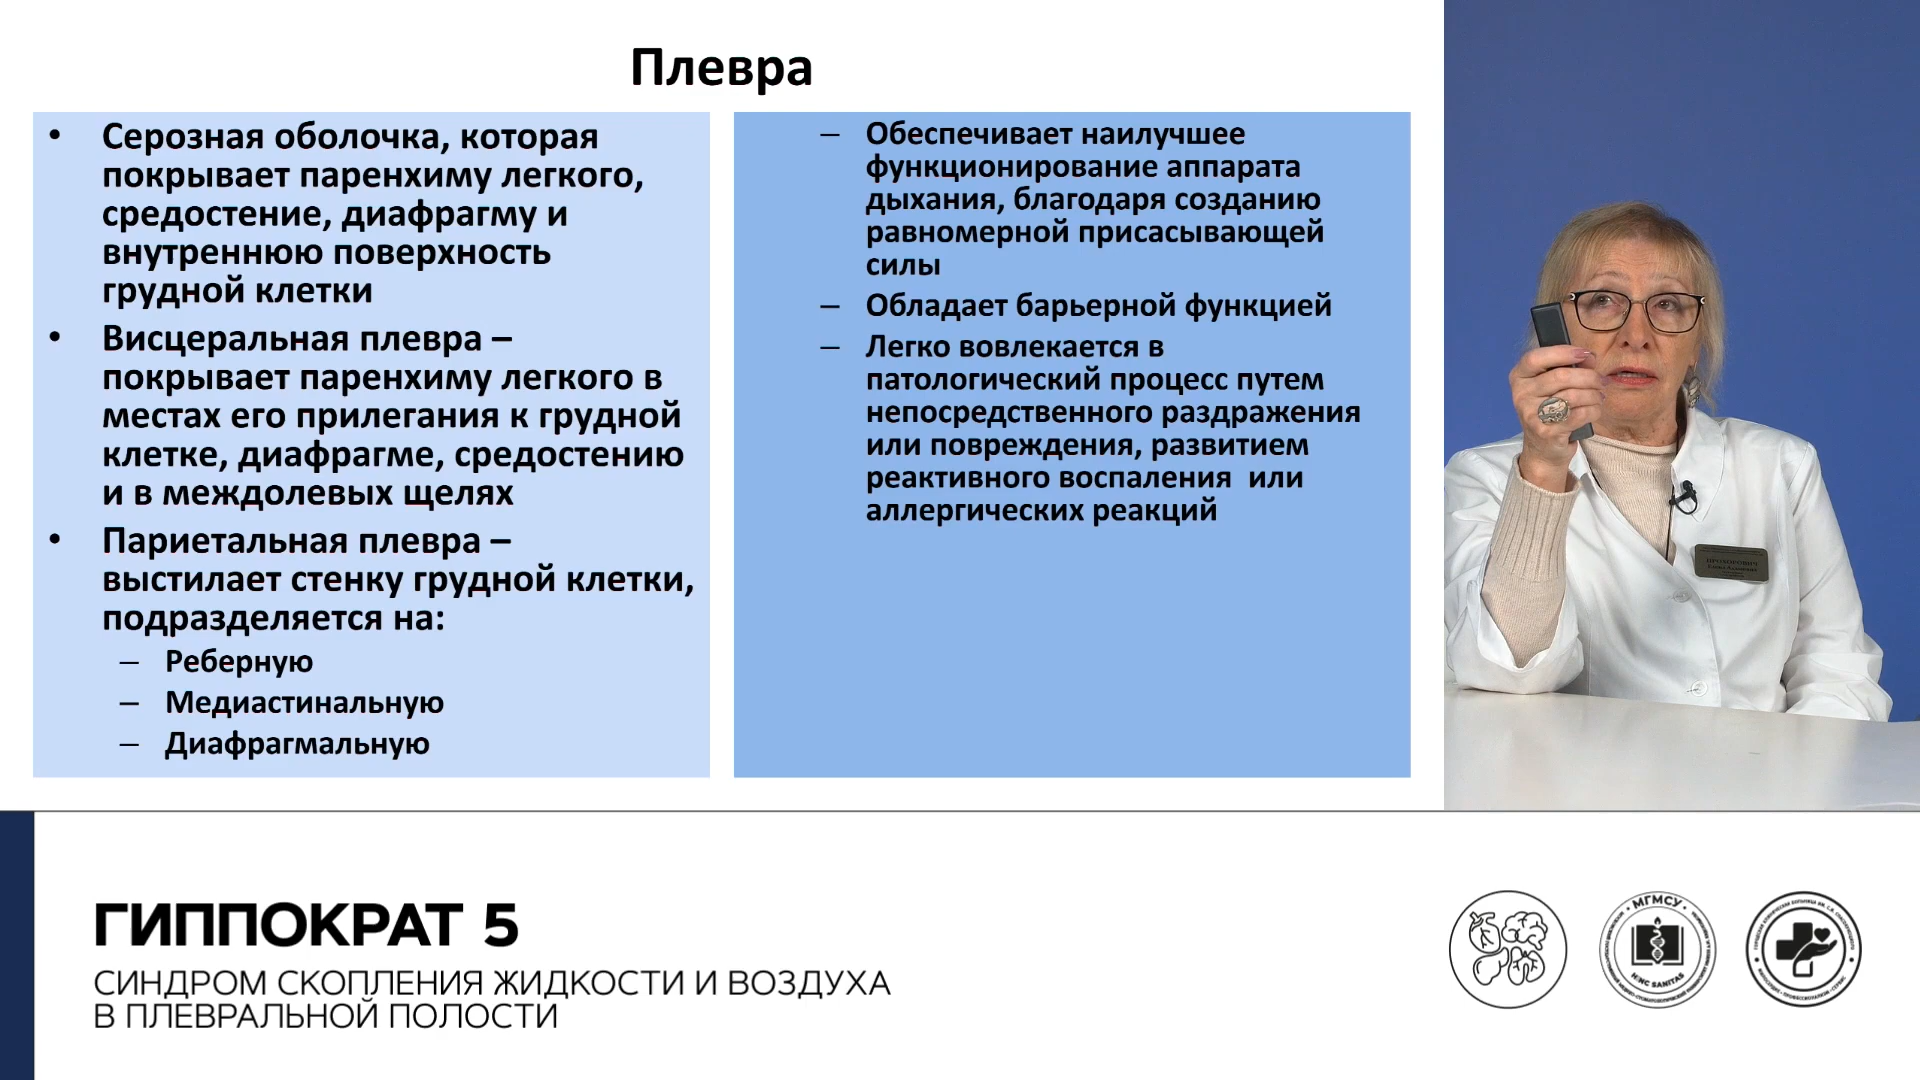 Плевра
• Серозная оболочка, которая
покрывает паренхиму легкого,
средостение, диафрагму и
внутреннюю поверхность
грудной клетки
• Висцеральная плевра –
покрывает паренхиму легкого в
местах его прилегания к грудной
клетке, диафрагме, средостению
и в междолевых щелях
• Париетальная плевра –
выстилает стенку грудной клетки,
подразделяется на:
– Реберную
– Медиастинальную
– Диафрагмальную
– Обеспечивает наилучшее
функционирование аппарата
дыхания, благодаря созданию
равномерной присасывающей
силы
– Обладает барьерной функцией
– Легко вовлекается в
патологический процесс путем
непосредственного раздражения
или повреждения, развитием
реактивного воспаления или
аллергических реакций
ПРОХОРОВИЧ
ГИППОКРАТ 5
СИНДРОМ СКОПЛЕНИЯ ЖИДКОСТИ И ВОЗДУХА
В ПЛЕВРАЛЬНОЙ ПОЛОСТИ
МГМСУ
HINC SANITAS